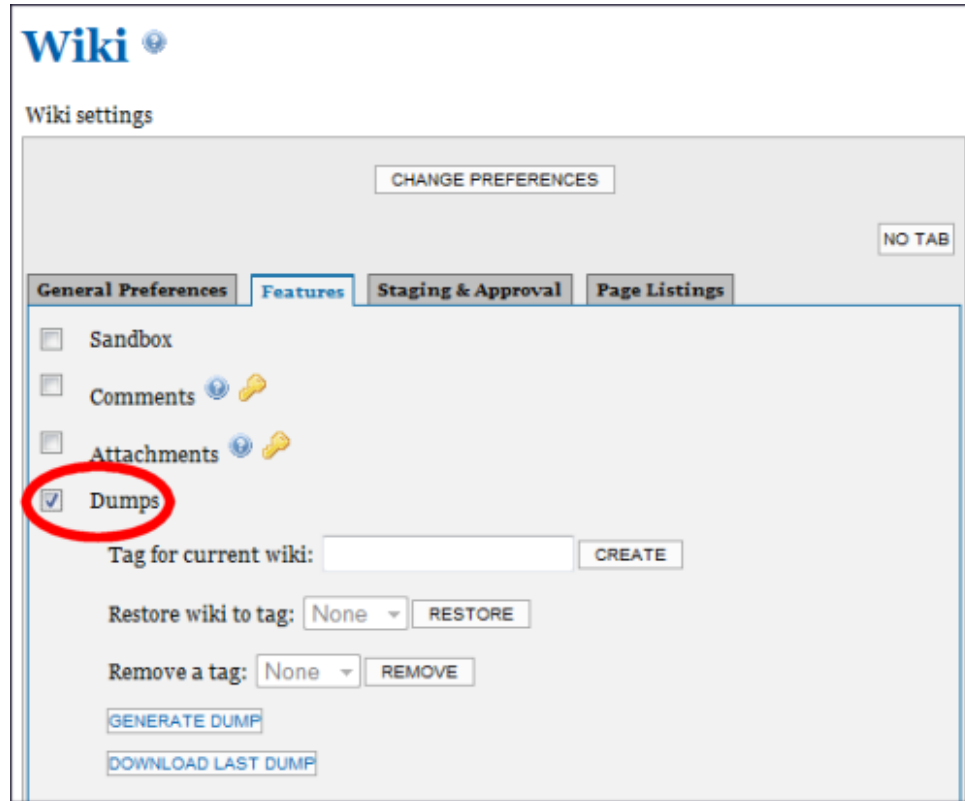 Wiki
Wiki settings
CHANGE PREFERENCES
NO TAB
General Preferences Features Staging & Approval Page Listings
Sandbox
Comments
Attachments
Dumps
Tag for current wiki: CREATE
Restore wiki to tag: None RESTORE
Remove a tag: None REMOVE
GENERATE DUMP
DOWNLOAD LAST DUMP